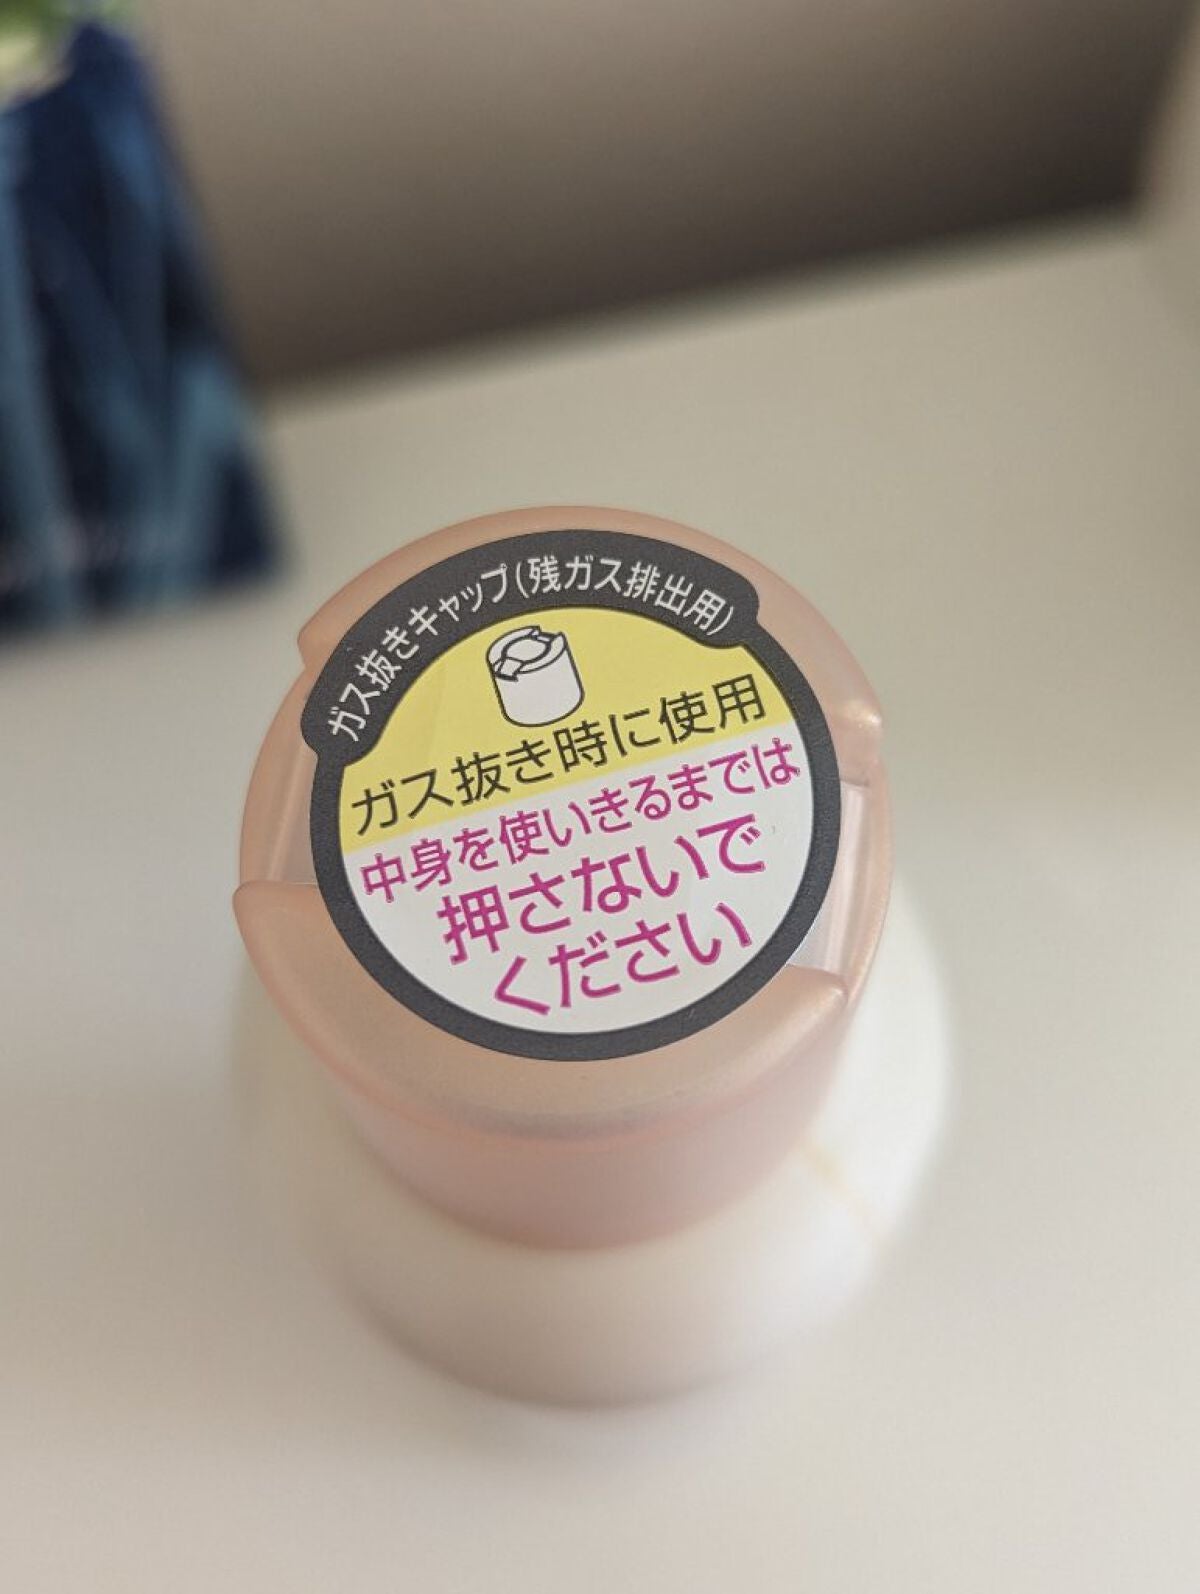 ガス抜きキャップ(残ガス排出用)
ガス抜き時に使用
中身を使いきるまでは
押さないで
ください